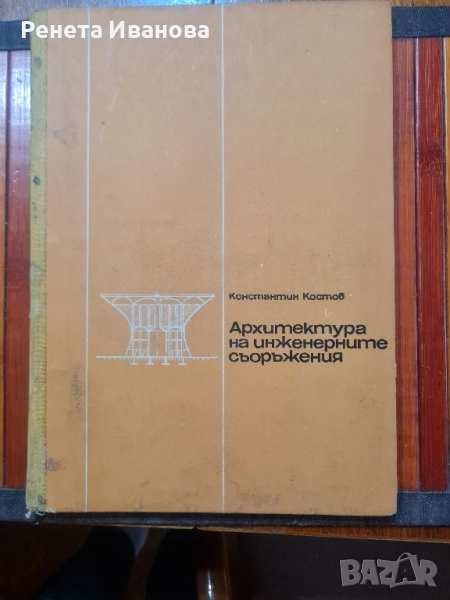 Ренета Иванова
Константин Костов
Архитектура
на инженерните
съоръжения
BAZAR